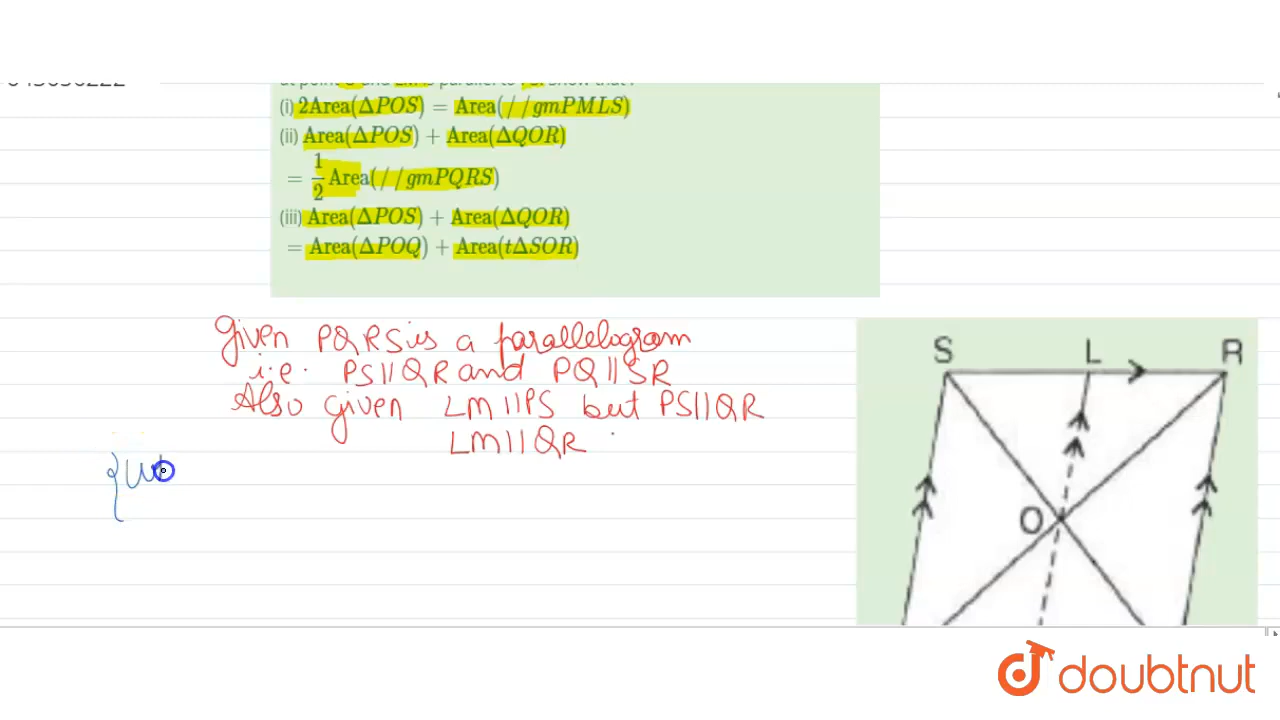 (i) 2Area(ΔPOS) = Area(//gmPMLS)
(ii) Area(ΔPOS) + Area(ΔQOR)
= 1/2 Area(//gmPQRS)
(iii) Area(ΔPOS) + Area(ΔQOR)
= Area(ΔPOQ) + Area(tΔSOR)
Given PQRS is a parallelogram
i.e. PS||QR and PQ||SR
Also given LM||PS but PS||QR
LM||QR
S L R
O
doubtnut